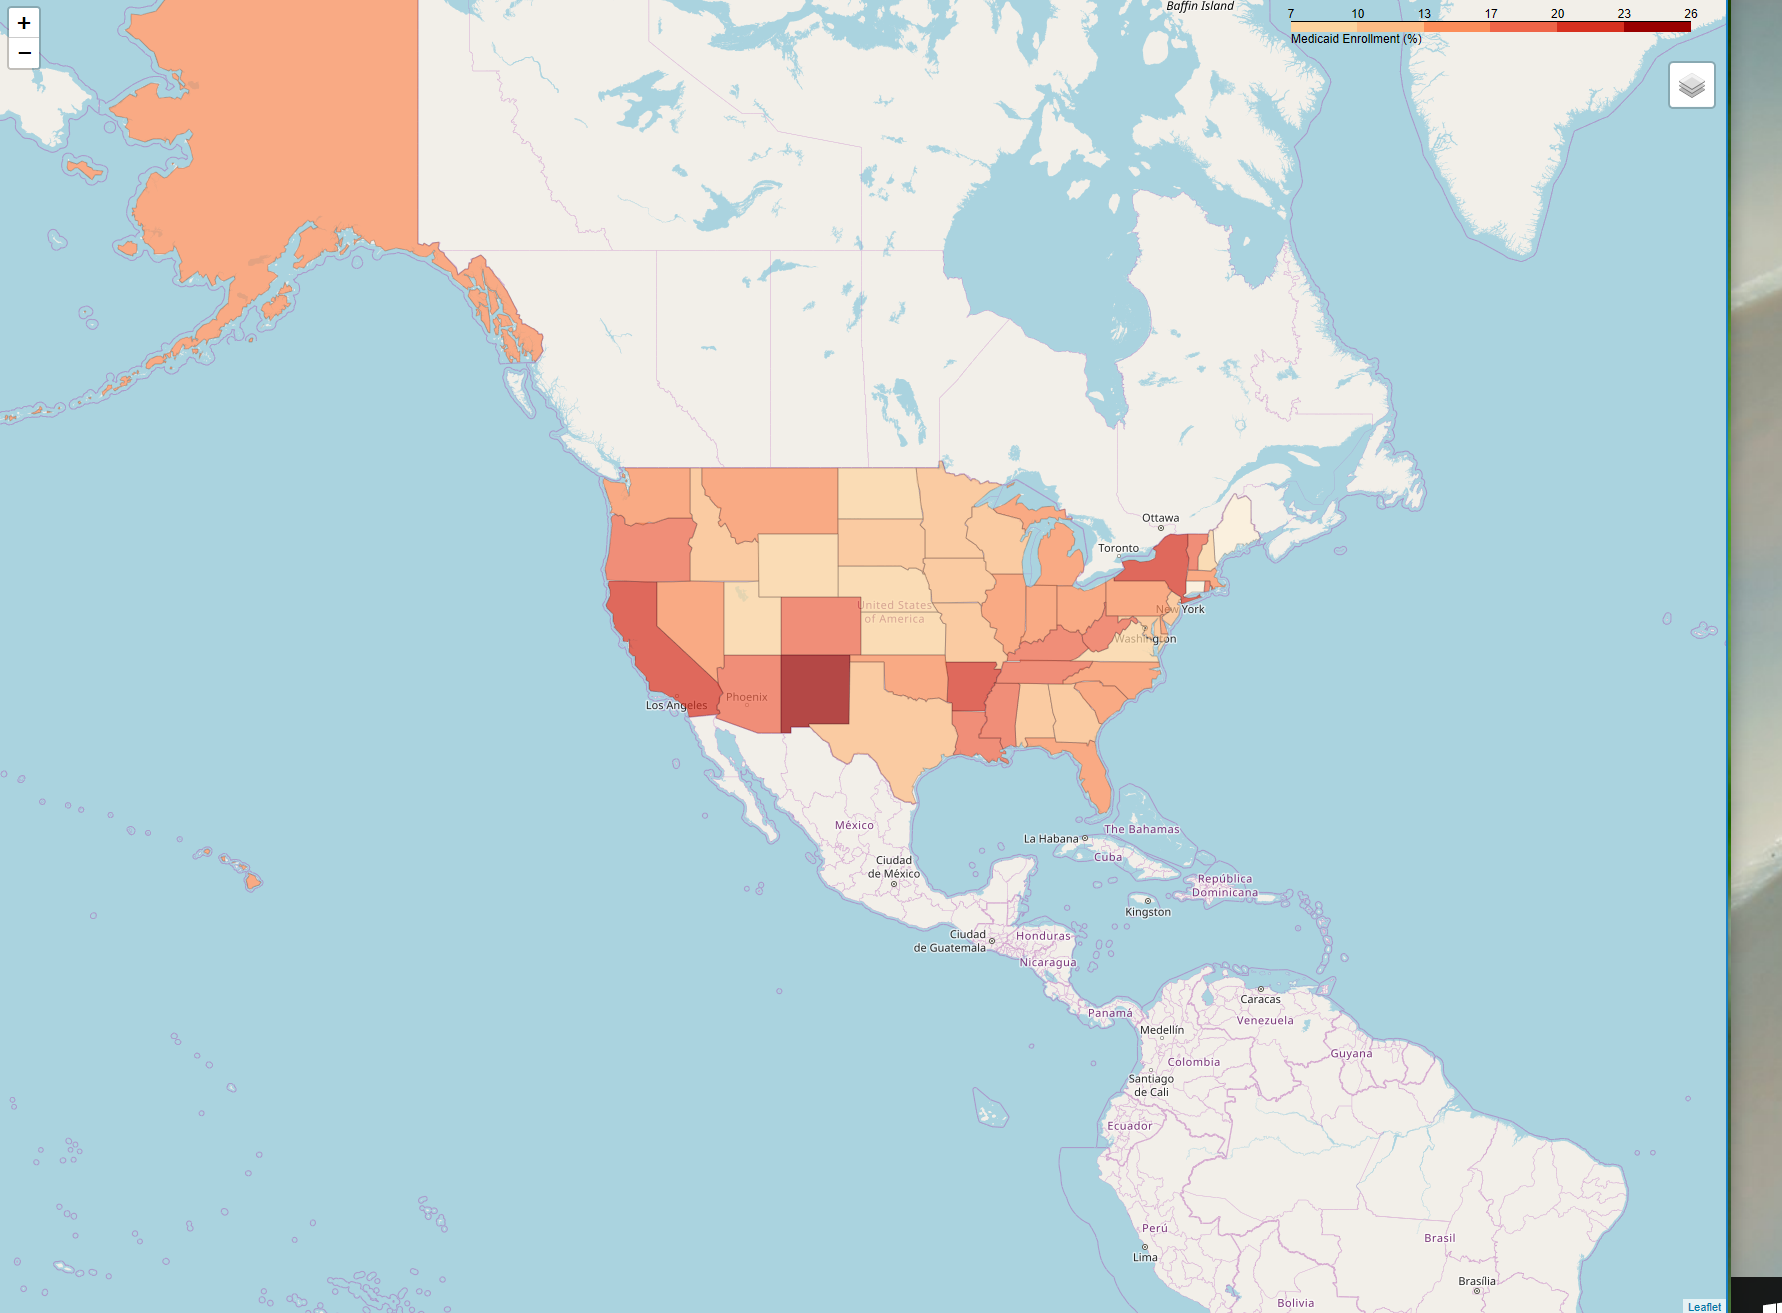 +
−
Baffin Island
7 10 13 17 20 23 26
Medicaid Enrollment (%)
Ottawa
Toronto
United States
of America
New York
Washington
Phoenix
Los Angeles
México
La Habana
The Bahamas
Cuba
Ciudad
de México
República
Dominicana
Kingston
Ciudad
de Guatemala
Honduras
Nicaragua
Caracas
Panamá
Venezuela
Medellín
Colombia
Guyana
Santiago
de Cali
Ecuador
Perú
Brasil
Lima
Brasília
Bolivia
Leaflet